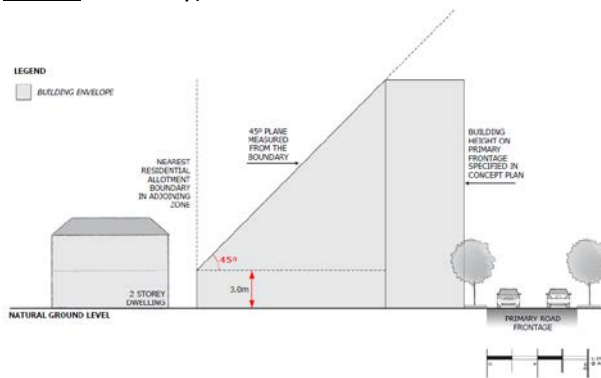 LEGEND
BUILDING ENVELOPE
NEAREST
RESIDENTIAL
ALLOTMENT
BOUNDARY
IN ADJOINING
ZONE
45º PLANE
MEASURED
FROM THE
BOUNDARY
BUILDING
HEIGHT ON
PRIMARY
FRONTAGE
SPECIFIED IN
CONCEPT PLAN
45º
3.0m
2 STOREY
DWELLING
NATURAL GROUND LEVEL
PRIMARY ROAD
FRONTAGE